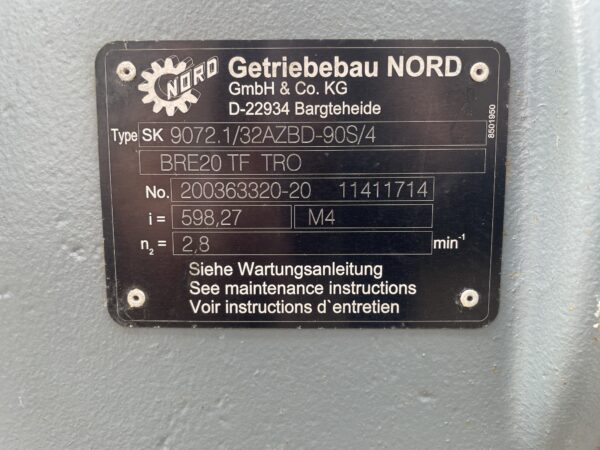 NORD
Getriebebau NORD
GmbH & Co. KG
D-22934 Bargteheide
8501950
Type SK 9072.1/32AZBD-90S/4
BRE20 TF TRO
No. 200363320-20 11411714
i = 598,27 M4
n₂ = 2,8 min⁻¹
Siehe Wartungsanleitung
See maintenance instructions
Voir instructions d`entretien